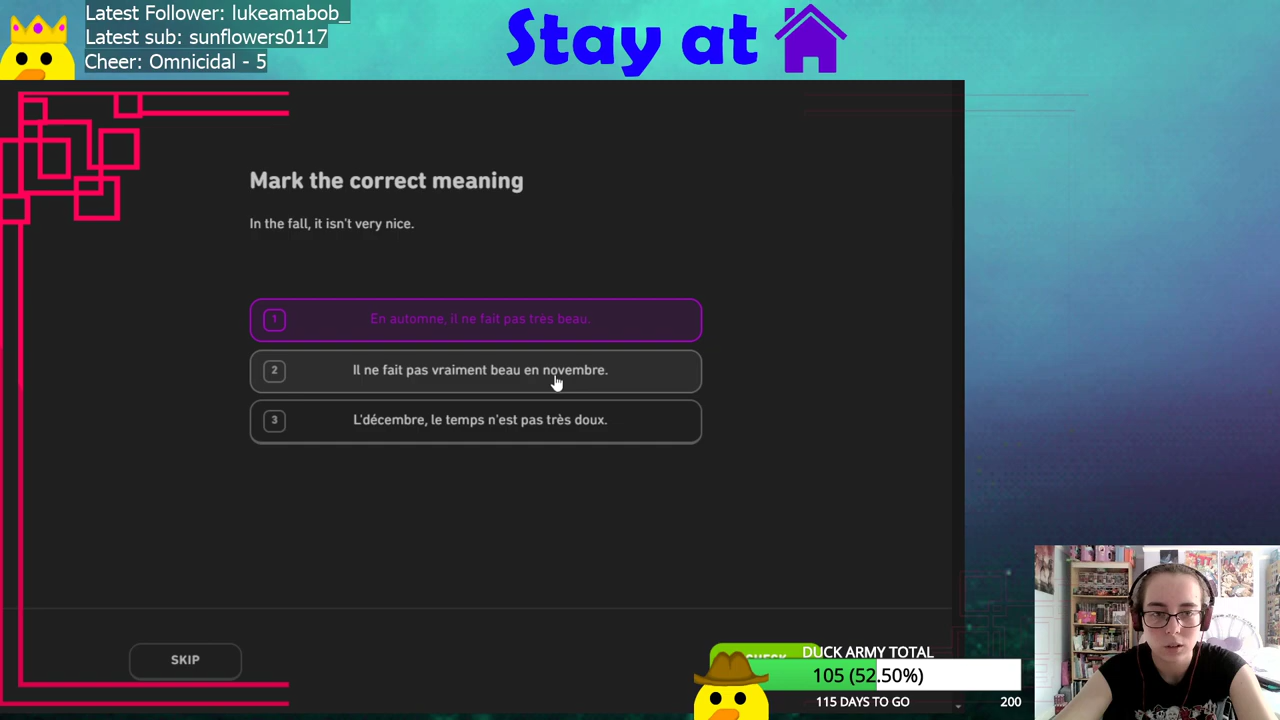 Latest Follower: lukeamabob_
Latest sub: sunflowers0117
Cheer: Omnicidal - 5
Stay at
Mark the correct meaning
In the fall, it isn't very nice.
1 En automne, il ne fait pas très beau.
2 Il ne fait pas vraiment beau en novembre.
3 L'décembre, le temps n'est pas très doux.
SKIP
CHECK
DUCK ARMY TOTAL
105 (52.50%)
115 DAYS TO GO 200